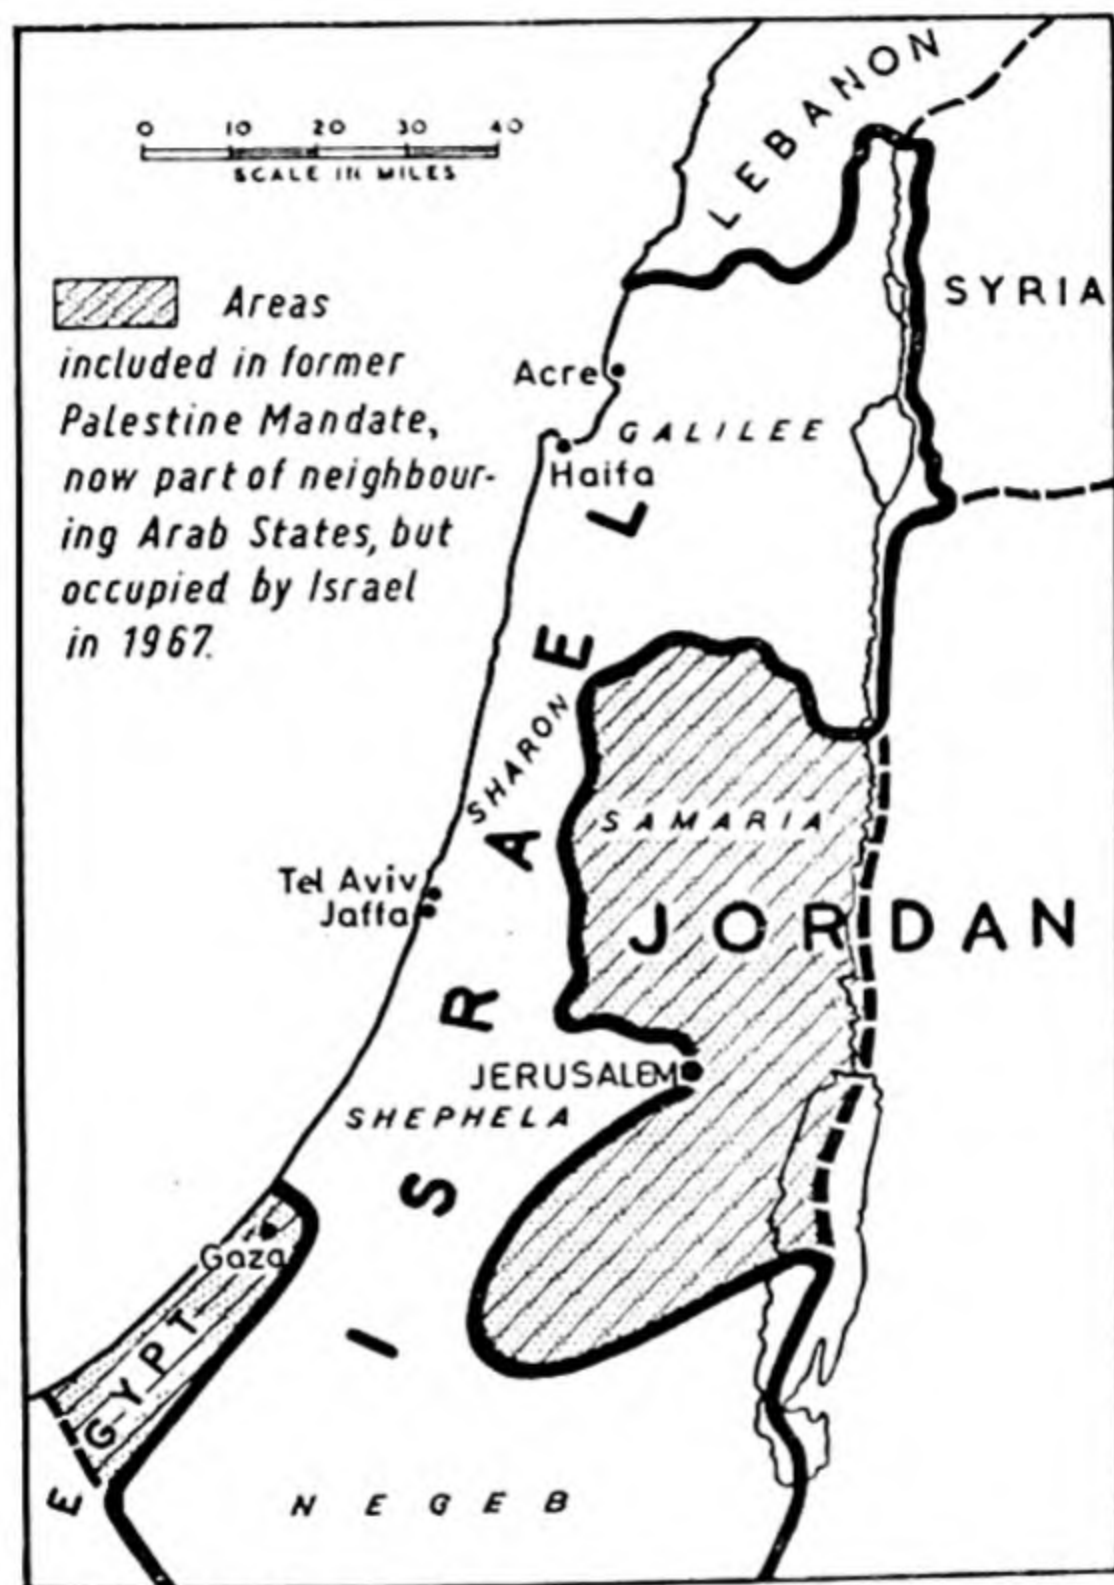 LEBANON
0 10 20 30 40
SCALE IN MILES
SYRIA
Areas
included in former
Palestine Mandate,
now part of neighbour-
ing Arab States, but
occupied by Israel
in 1967.
Acre
GALILEE
Haifa
ISRAEL
SHARON
SAMARIA
Tel Aviv
Jaffa
JORDAN
JERUSALEM
SHEPHELA
Gaza
EGYPT
NEGEB